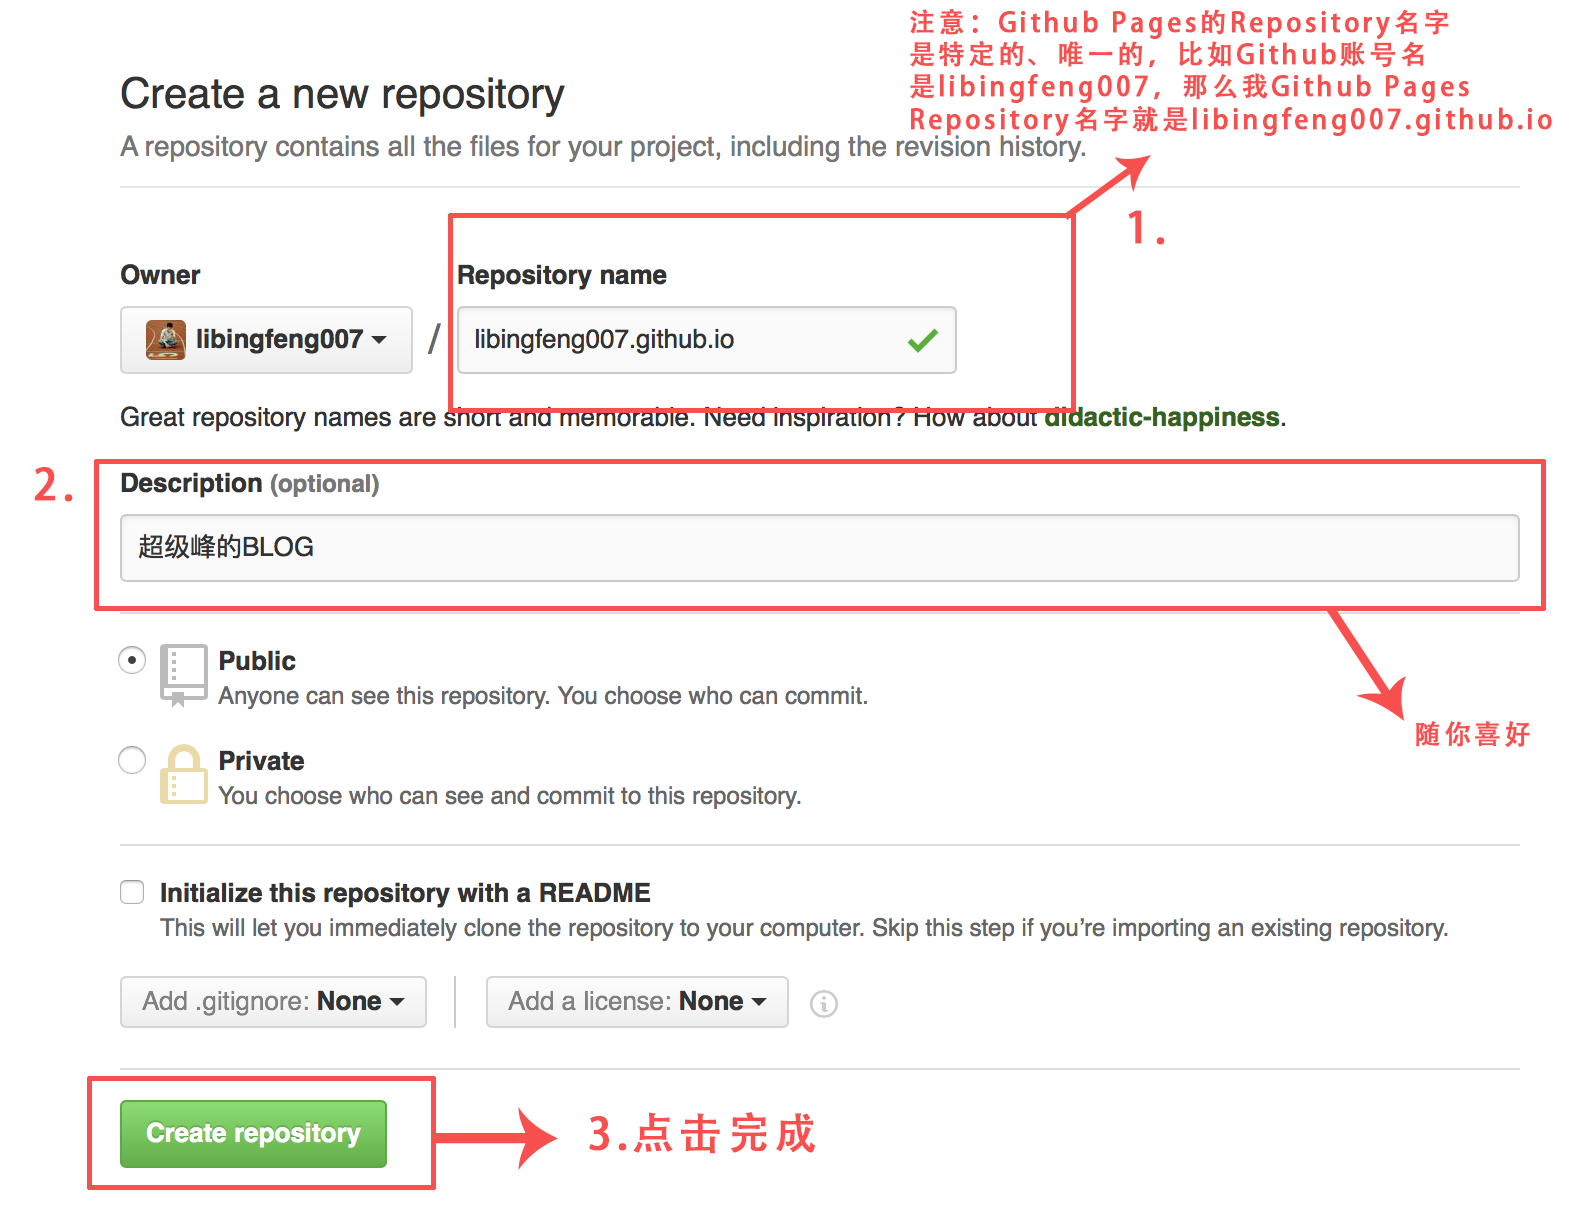 注意：Github Pages的Repository名字
是特定的、唯一的，比如Github账号名
是libingfeng007，那么我Github Pages
Repository名字就是libingfeng007.github.io
Create a new repository
A repository contains all the files for your project, including the revision history.
1.
Owner
Repository name
libingfeng007 / libingfeng007.github.io
Great repository names are short and memorable. Need inspiration? How about didactic-happiness.
2.
Description (optional)
超级峰的BLOG
Public
Anyone can see this repository. You choose who can commit.
随你喜好
Private
You choose who can see and commit to this repository.
Initialize this repository with a README
This will let you immediately clone the repository to your computer. Skip this step if you’re importing an existing repository.
Add .gitignore: None
Add a license: None
Create repository
3.点击完成